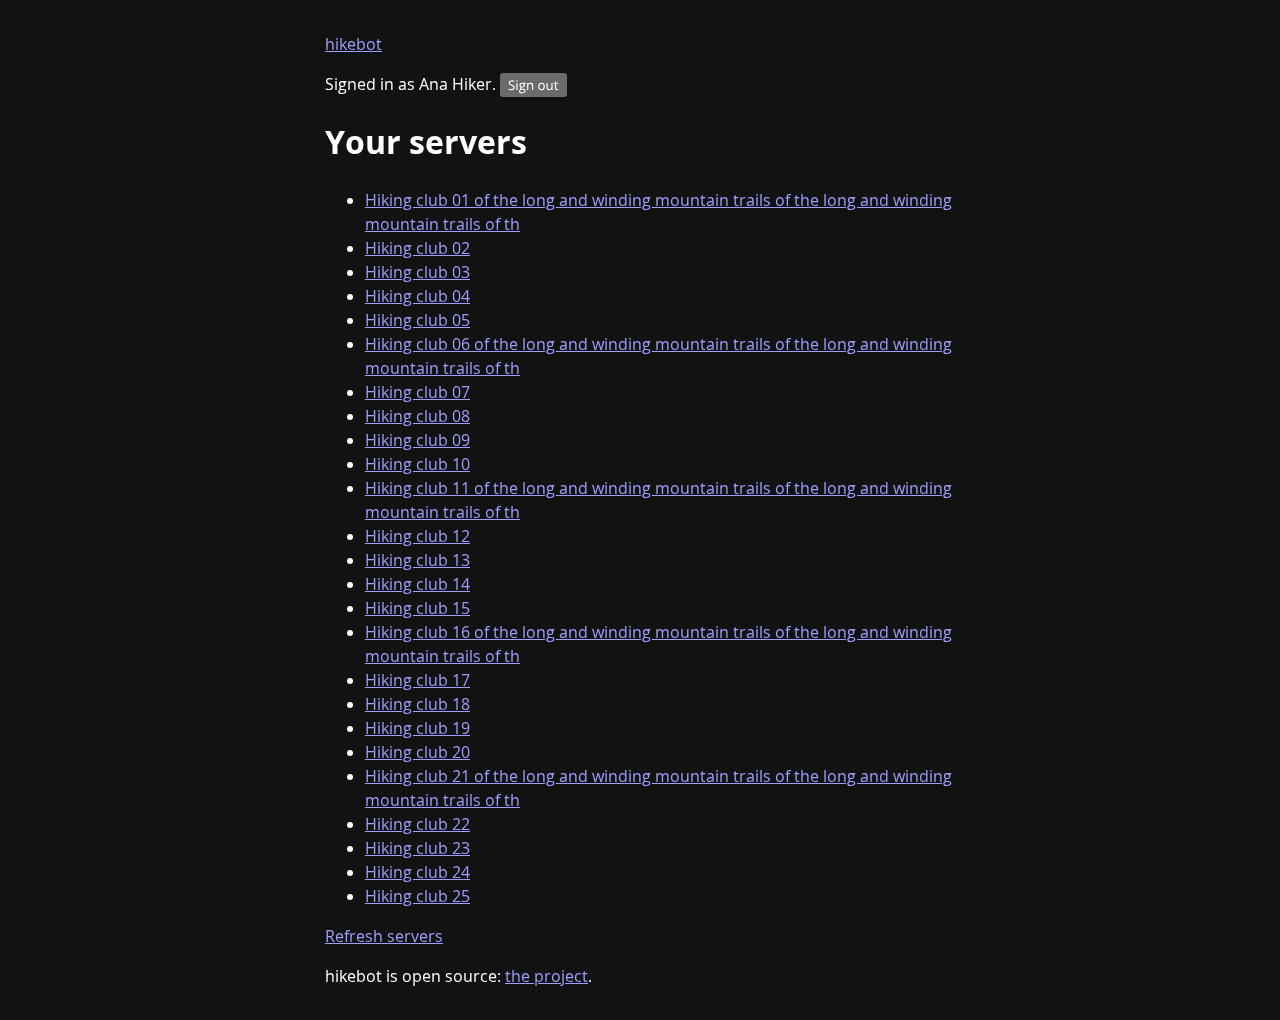 hikebot
Signed in as Ana Hiker. Sign out
Your servers
Hiking club 01 of the long and winding mountain trails of the long and winding
mountain trails of th
Hiking club 02
Hiking club 03
Hiking club 04
Hiking club 05
Hiking club 06 of the long and winding mountain trails of the long and winding
mountain trails of th
Hiking club 07
Hiking club 08
Hiking club 09
Hiking club 10
Hiking club 11 of the long and winding mountain trails of the long and winding
mountain trails of th
Hiking club 12
Hiking club 13
Hiking club 14
Hiking club 15
Hiking club 16 of the long and winding mountain trails of the long and winding
mountain trails of th
Hiking club 17
Hiking club 18
Hiking club 19
Hiking club 20
Hiking club 21 of the long and winding mountain trails of the long and winding
mountain trails of th
Hiking club 22
Hiking club 23
Hiking club 24
Hiking club 25
Refresh servers
hikebot is open source: the project.